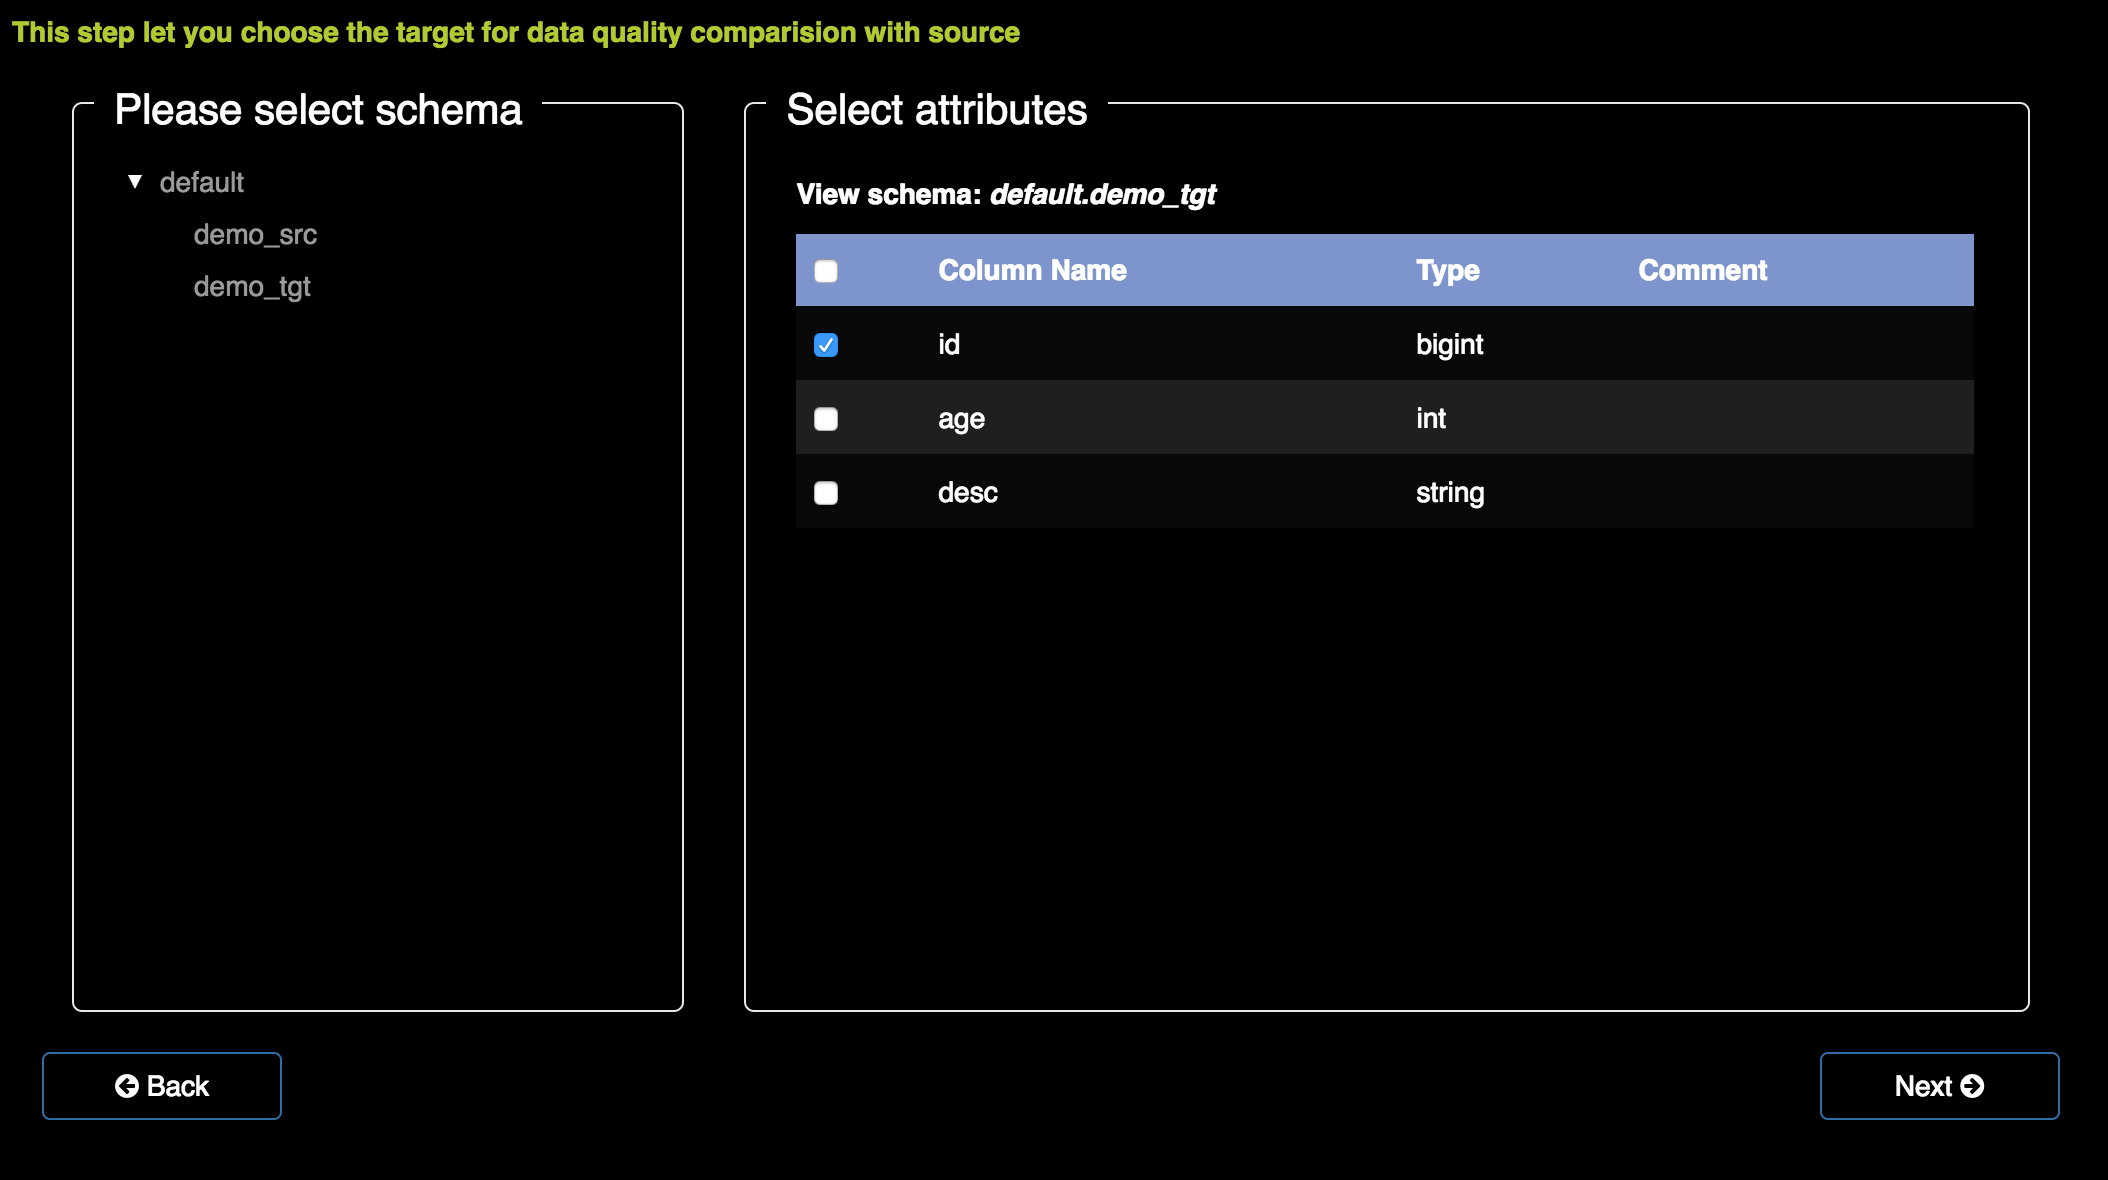 This step let you choose the target for data quality comparision with source
Please select schema
default
demo_src
demo_tgt
Select attributes
View schema: default.demo_tgt
Column Name Type Comment
id bigint
age int
desc string
Back
Next